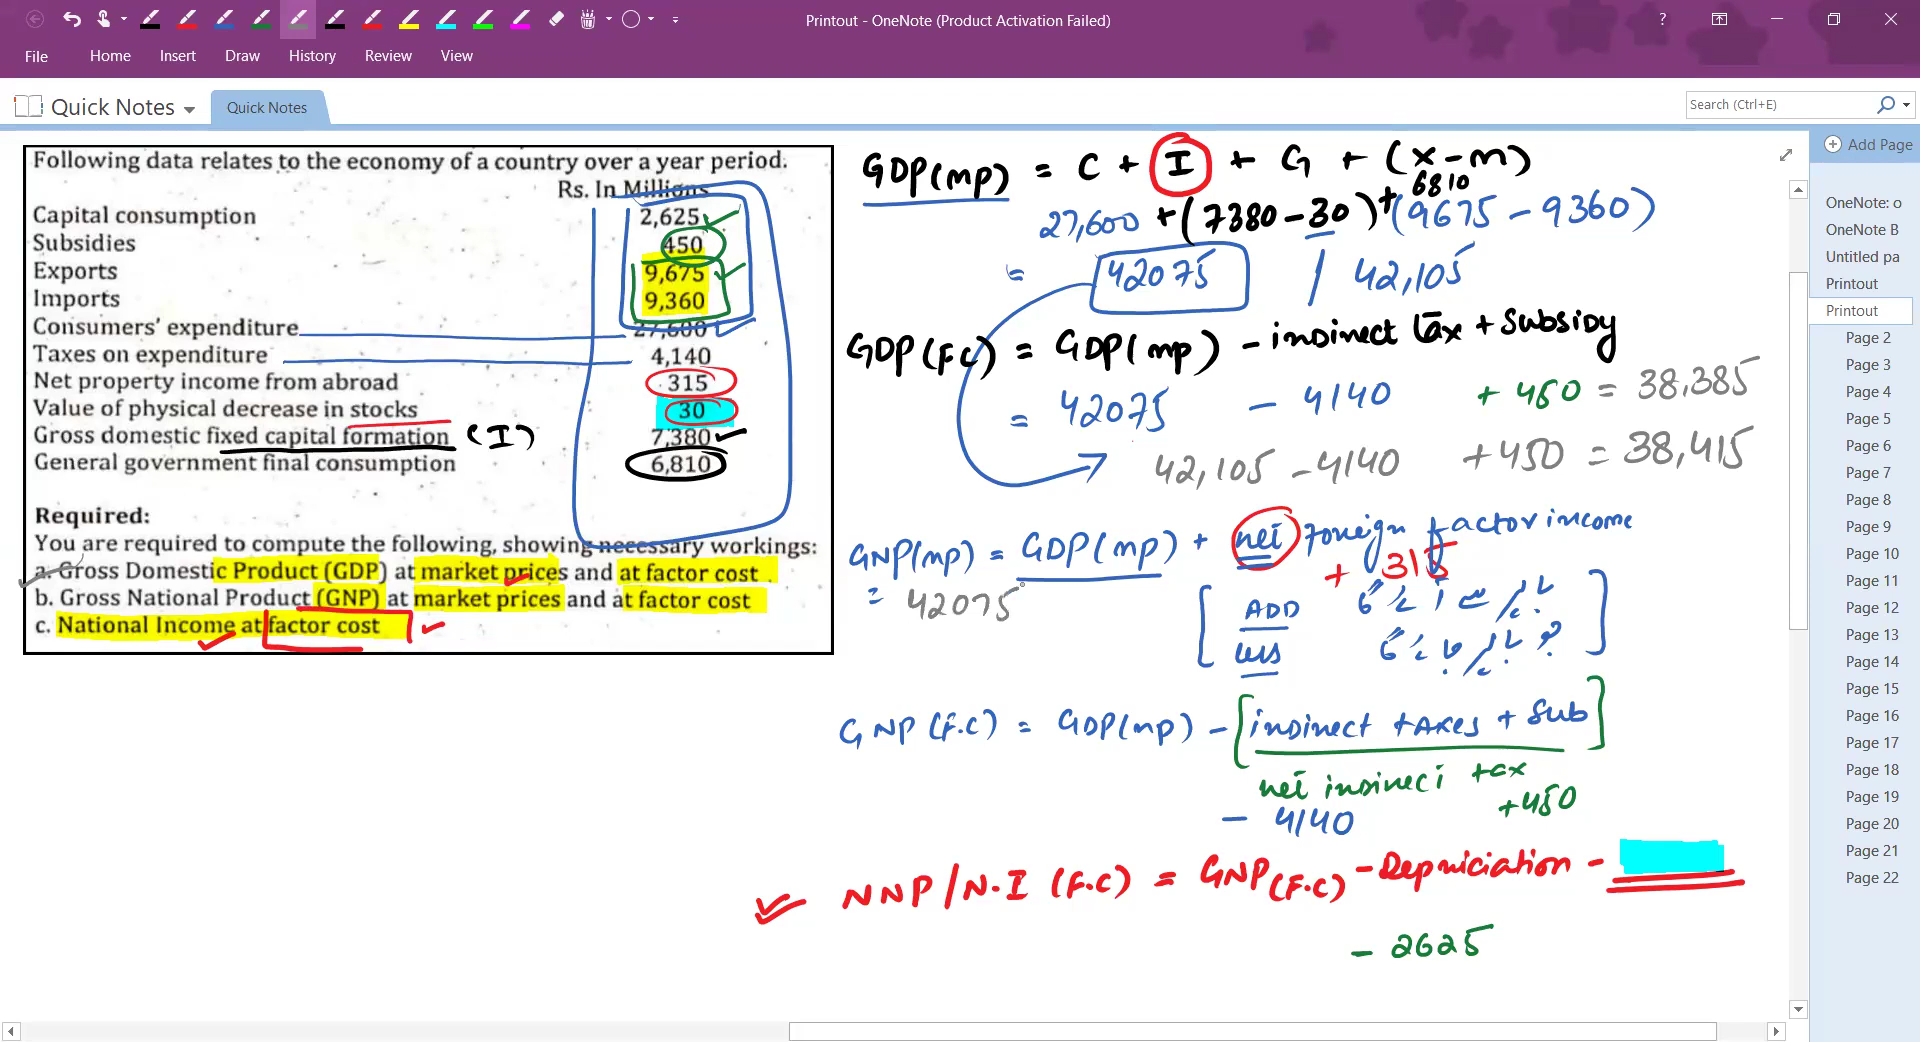 Printout - OneNote (Product Activation Failed)
?
File Home Insert Draw History Review View
Quick Notes
Quick Notes
Search (Ctrl+E)
Following data relates to the economy of a country over a year period.
Rs. In Millions
Capital consumption 2,625
Subsidies 450
Exports 9,675
Imports 9,360
Consumers' expenditure 27,600
Taxes on expenditure 4,140
Net property income from abroad 315
Value of physical decrease in stocks 30
Gross domestic fixed capital formation (I) 7,380
General government final consumption 6,810
Required:
You are required to compute the following, showing necessary workings:
a. Gross Domestic Product (GDP) at market prices and at factor cost
b. Gross National Product (GNP) at market prices and at factor cost
c. National Income at factor cost
GDP(mp) = C + I + G + (x-m)
6810
27,600 + (7380 - 30) + (9675 - 9360)
= 42075 / 42,105
GDP(FC) = GDP(mp) - indirect tax + Subsidy
= 42075 - 4140 + 450 = 38,385
42,105 - 4140 + 450 = 38,415
GNP(mp) = GDP(mp) + net foreign factor income
+ 315
= 42075
ADD
Less
GNP (F.C) = GDP(mp) - [indirect taxes + Sub]
net indirect tax
- 4140 +450
NNP/N.I (F.C) = GNP(F.C) - Depriciation -
- 2625
Add Page
OneNote: o
OneNote B
Untitled pa
Printout
Printout
Page 2
Page 3
Page 4
Page 5
Page 6
Page 7
Page 8
Page 9
Page 10
Page 11
Page 12
Page 13
Page 14
Page 15
Page 16
Page 17
Page 18
Page 19
Page 20
Page 21
Page 22